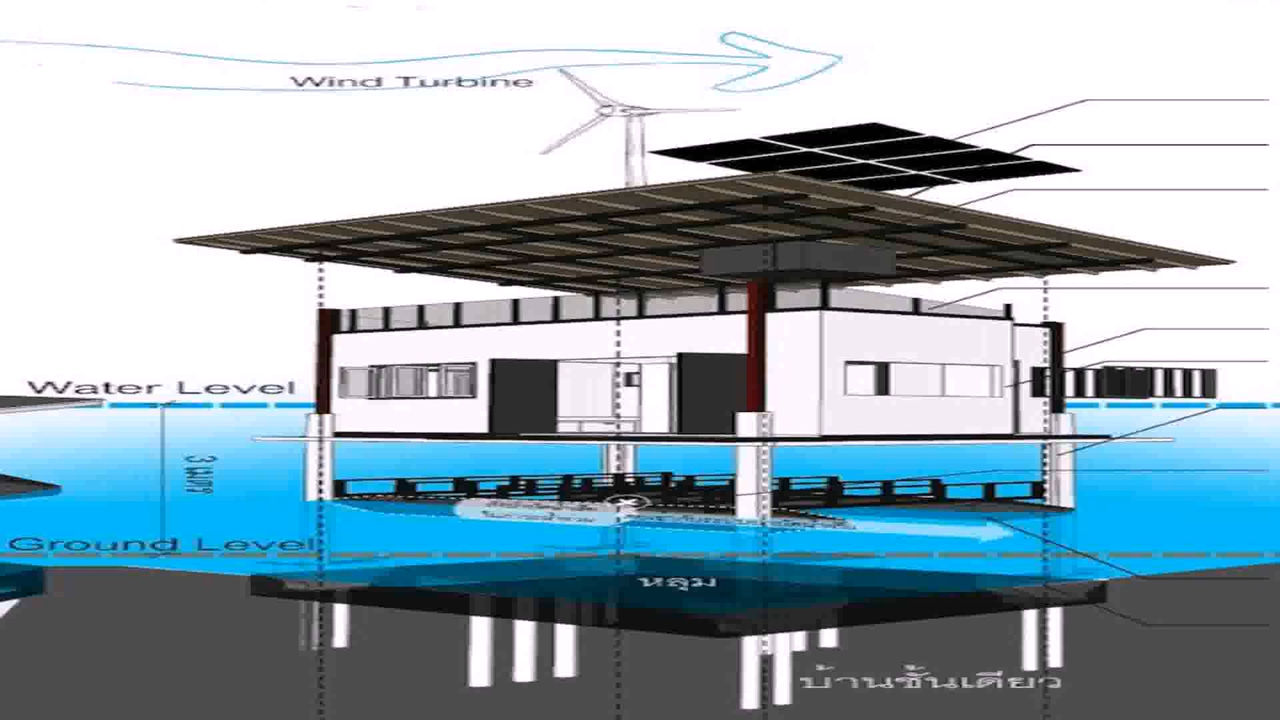 Wind Turbine
Water Level
3 เมตร
Ground Level
หลุม
บ้านชั้นเดียว